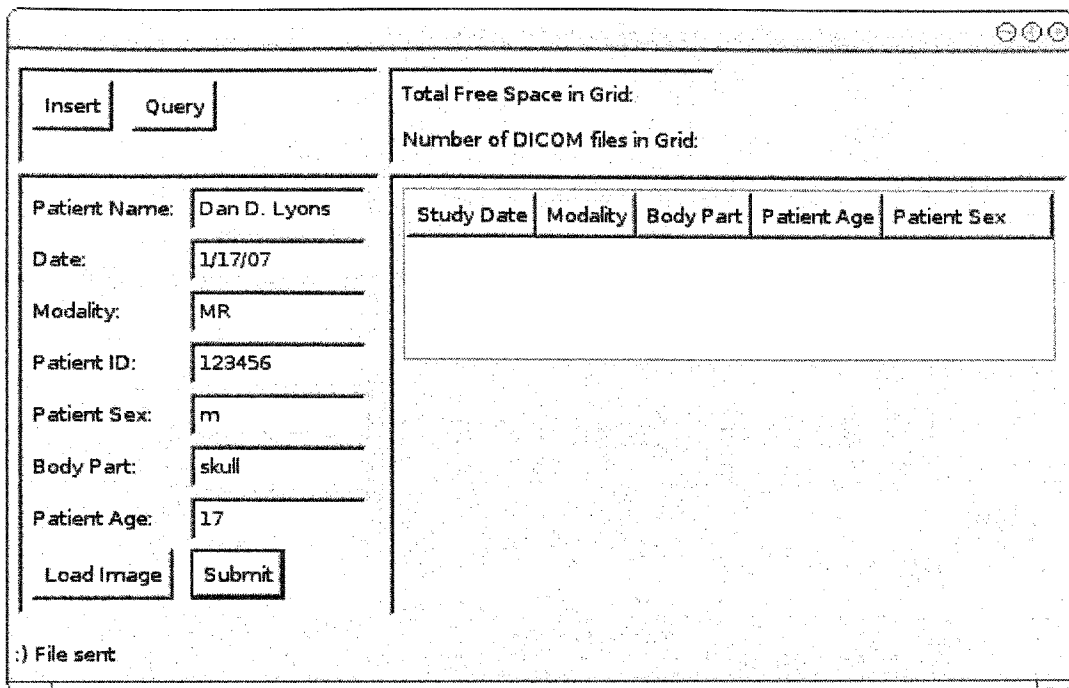 Insert Query
Total Free Space in Grid:
Number of DICOM files in Grid:
Patient Name: Dan D. Lyons
Date: 1/17/07
Modality: MR
Patient ID: 123456
Patient Sex: m
Body Part: skull
Patient Age: 17
Load Image Submit
Study Date Modality Body Part Patient Age Patient Sex
:) File sent